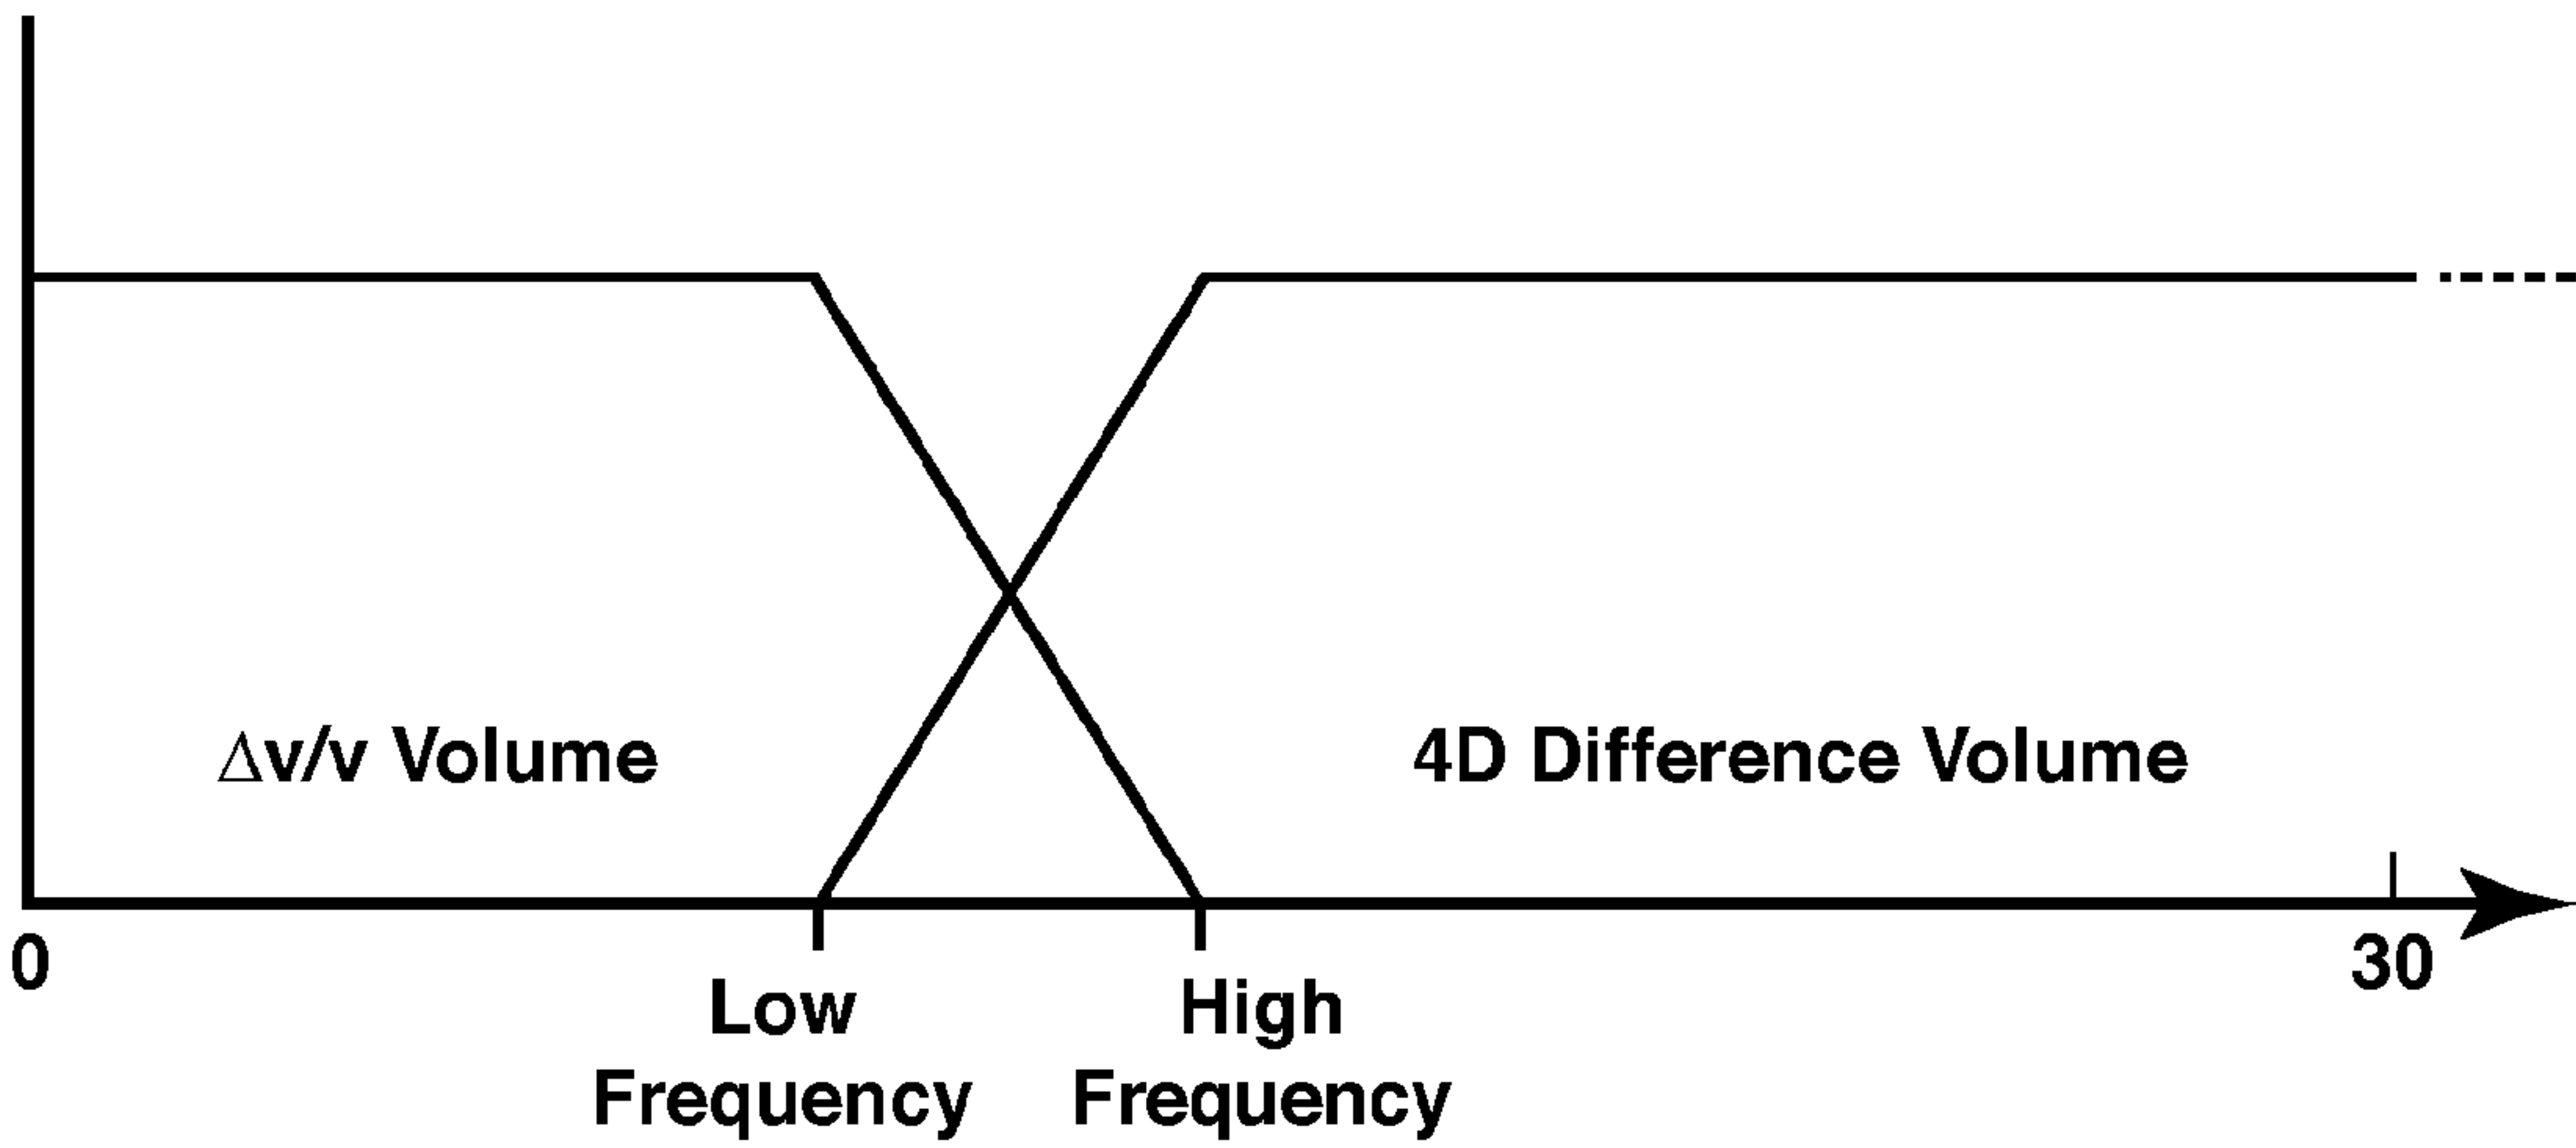 Δv/v Volume
4D Difference Volume
0
30
Low
Frequency
High
Frequency